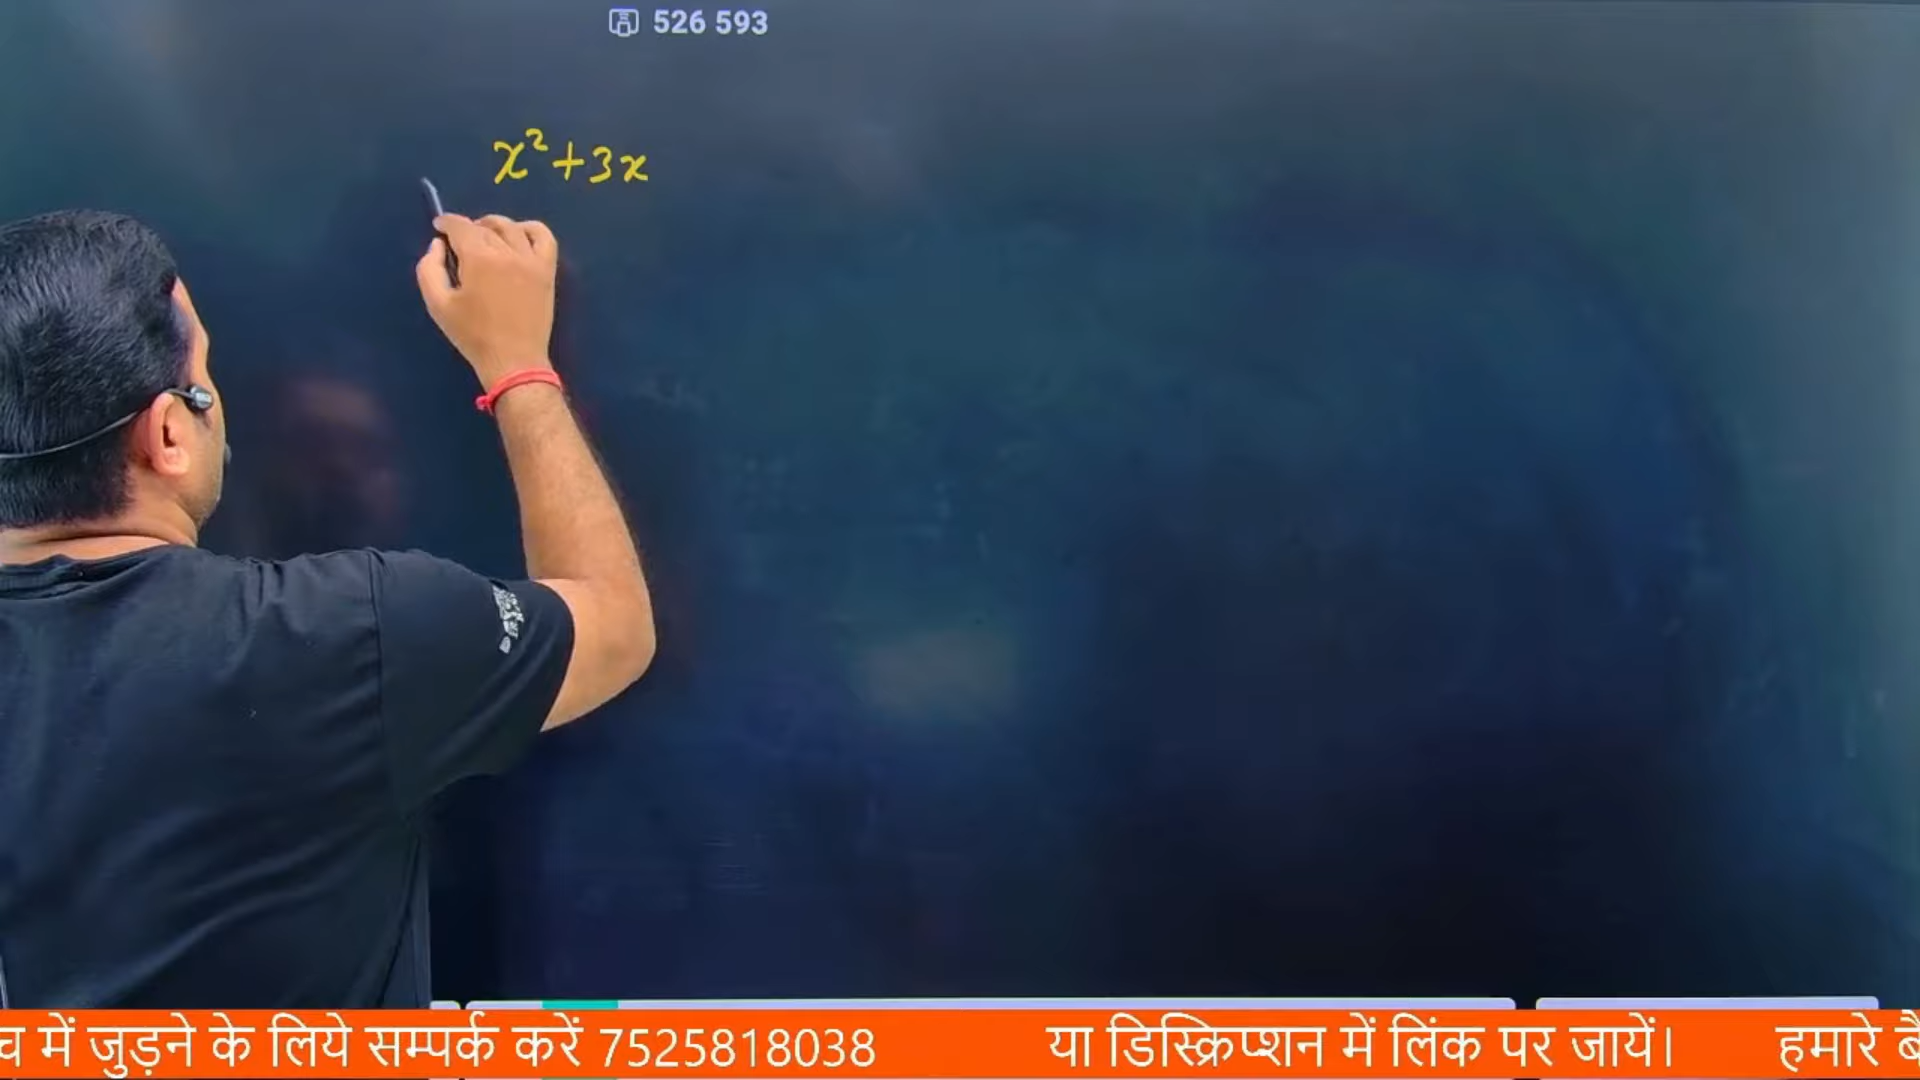 526 593
x²+3x
में जुड़ने के लिये सम्पर्क करें 7525818038 या डिस्क्रिप्शन में लिंक पर जायें। हमारे